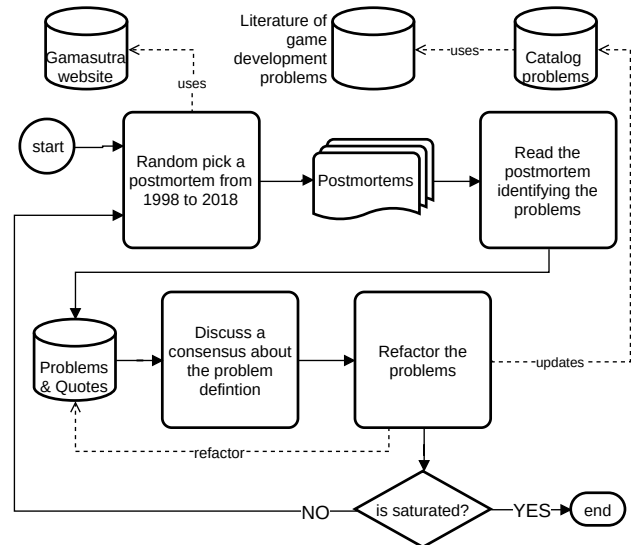 Literature of
game
development
problems
Gamasutra
website
uses
Catalog
problems
uses
start
Random pick a
postmortem from
1998 to 2018
Postmortems
Read the
postmortem
identifying the
problems
Problems
& Quotes
Discuss a
consensus about
the problem
defintion
Refactor the
problems
updates
refactor
is saturated?
NO
YES
end